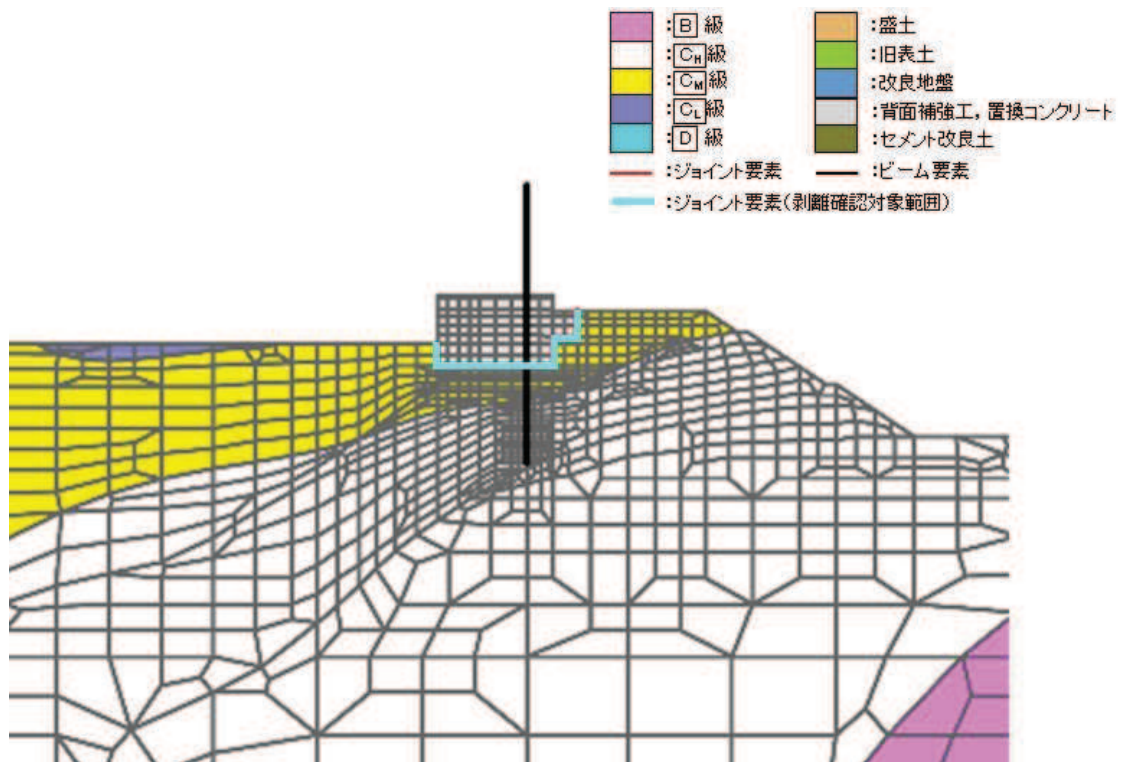 :B 級
:CH級
:CM級
:CL級
:D 級
:ジョイント要素
:ジョイント要素(剥離確認対象範囲)
:盛土
:旧表土
:改良地盤
:背面補強工，置換コンクリート
:セメント改良土
:ビーム要素